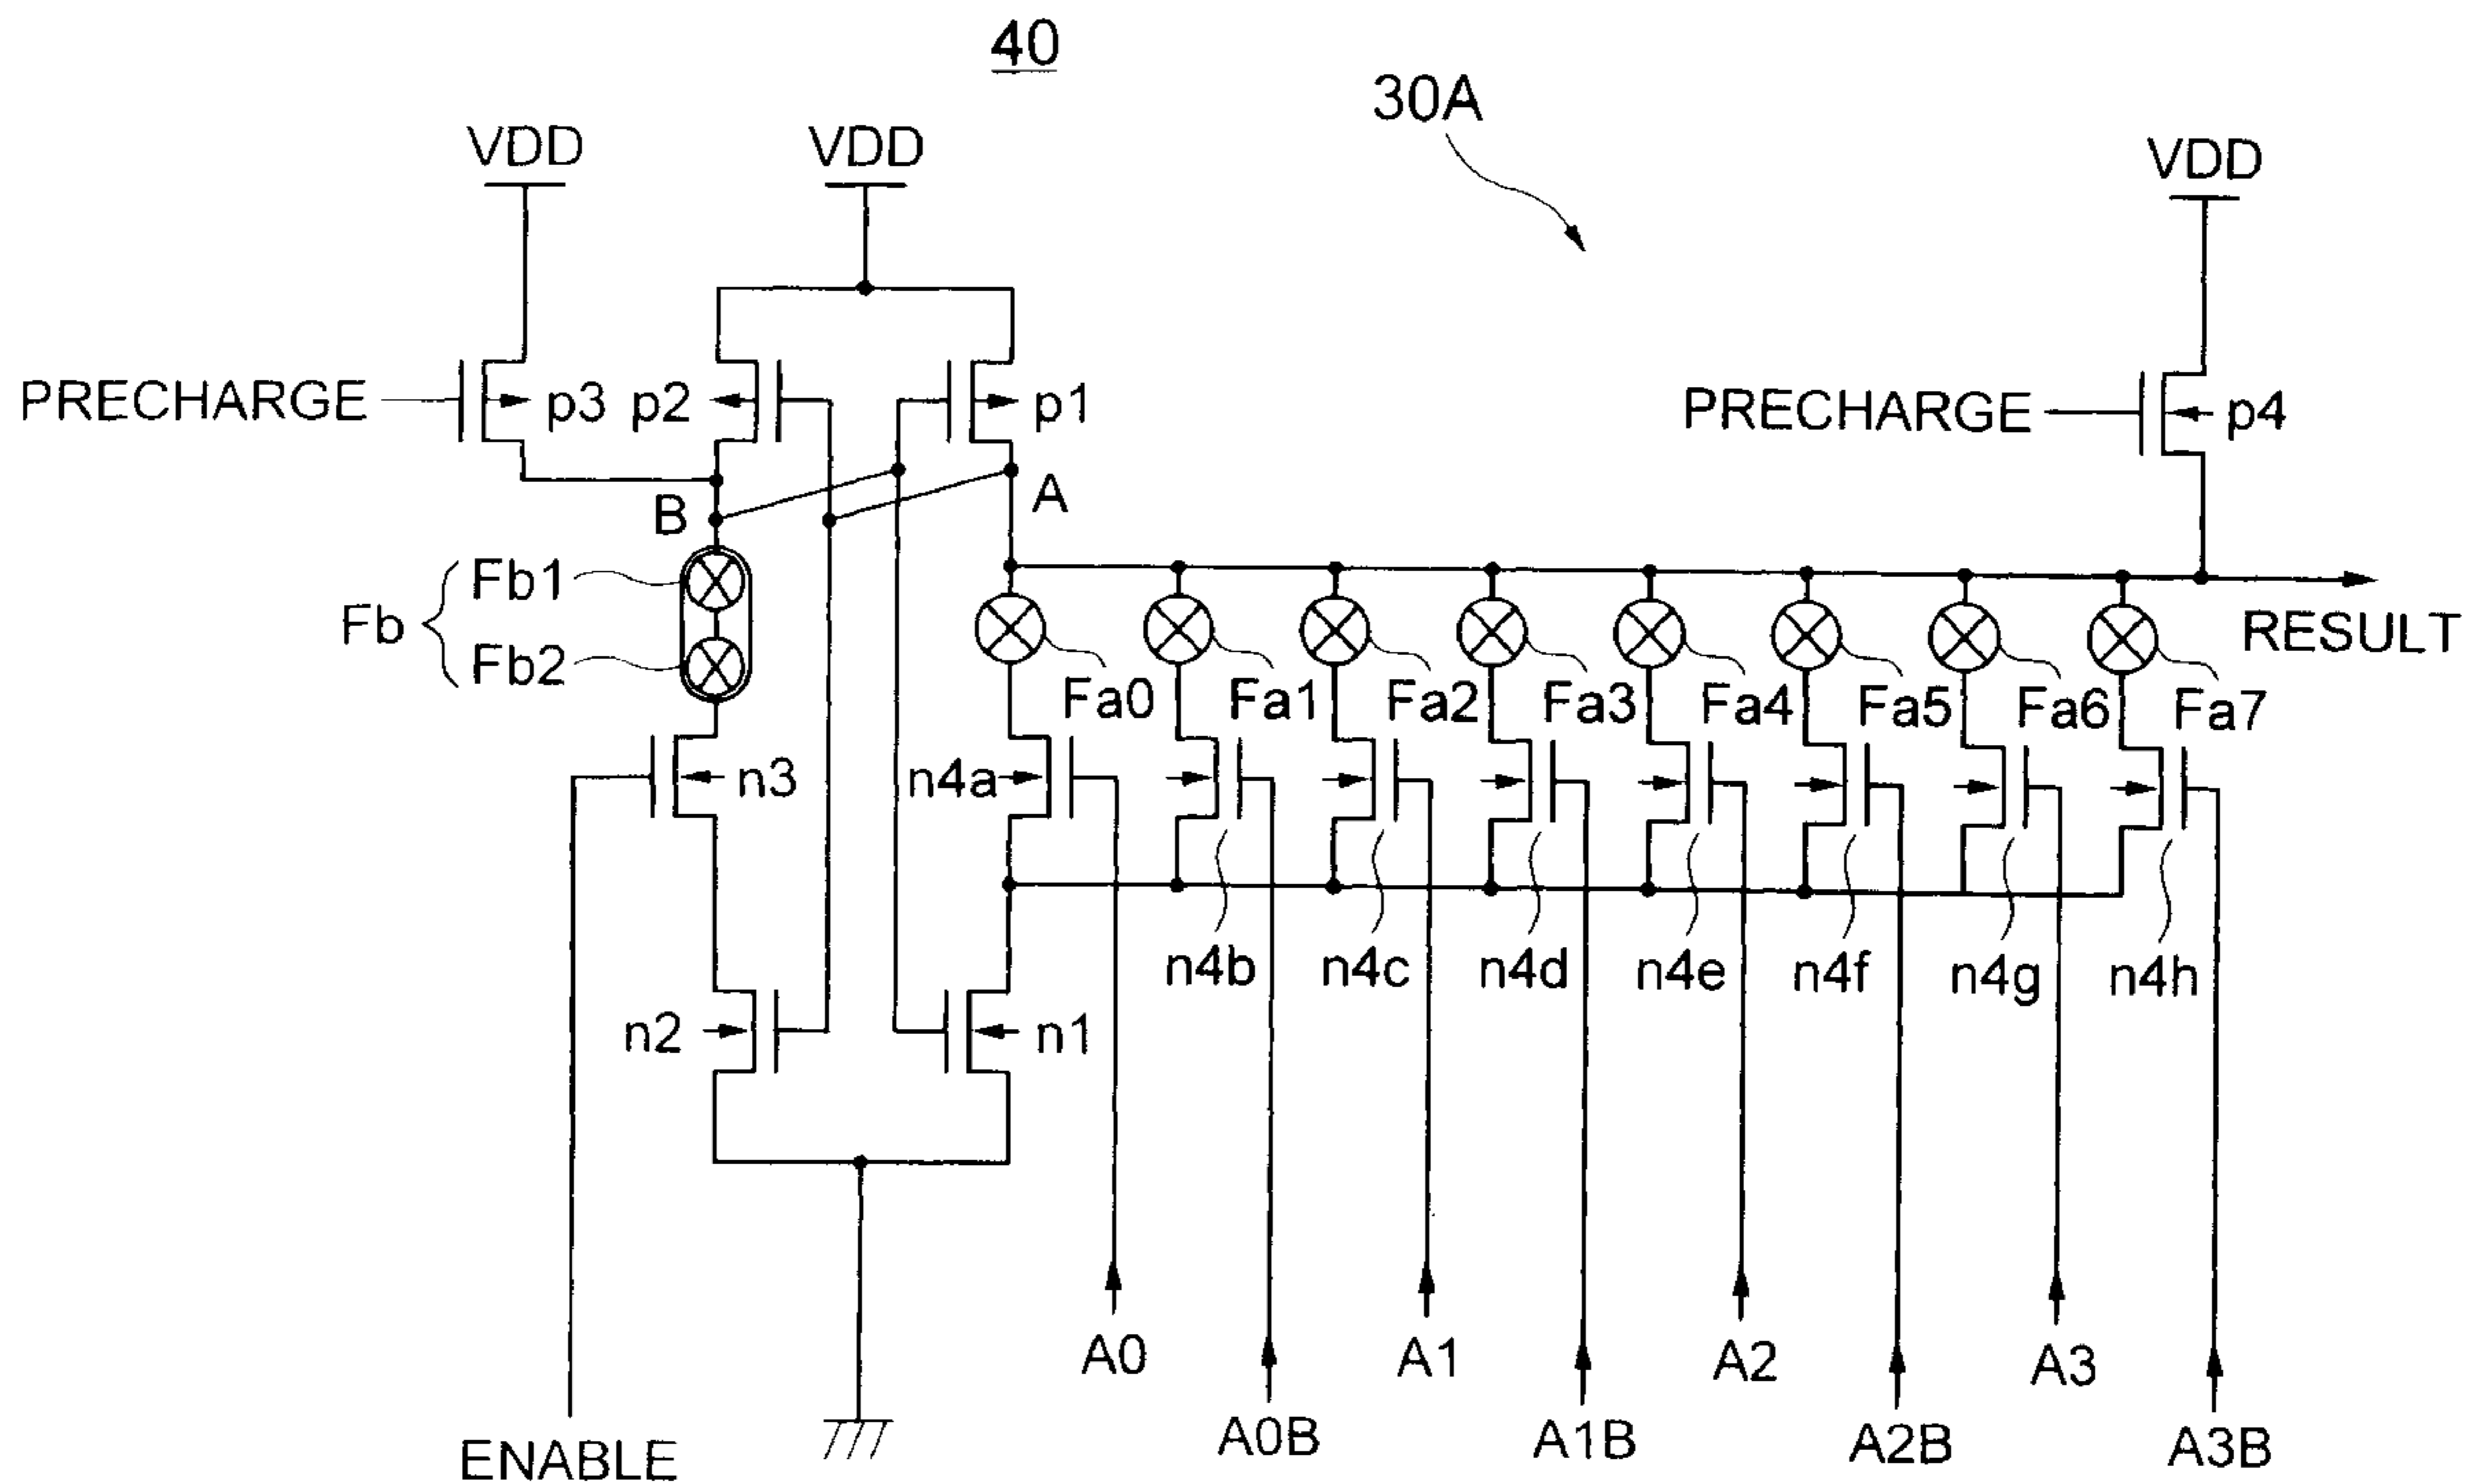 40
30A
VDD
VDD
VDD
PRECHARGE
p3
p2
p1
PRECHARGE
p4
B
A
Fb
Fb1
Fb2
RESULT
Fa0
Fa1
Fa2
Fa3
Fa4
Fa5
Fa6
Fa7
n3
n4a
n4b
n4c
n4d
n4e
n4f
n4g
n4h
n2
n1
A0
A1
A2
A3
A0B
A1B
A2B
A3B
ENABLE